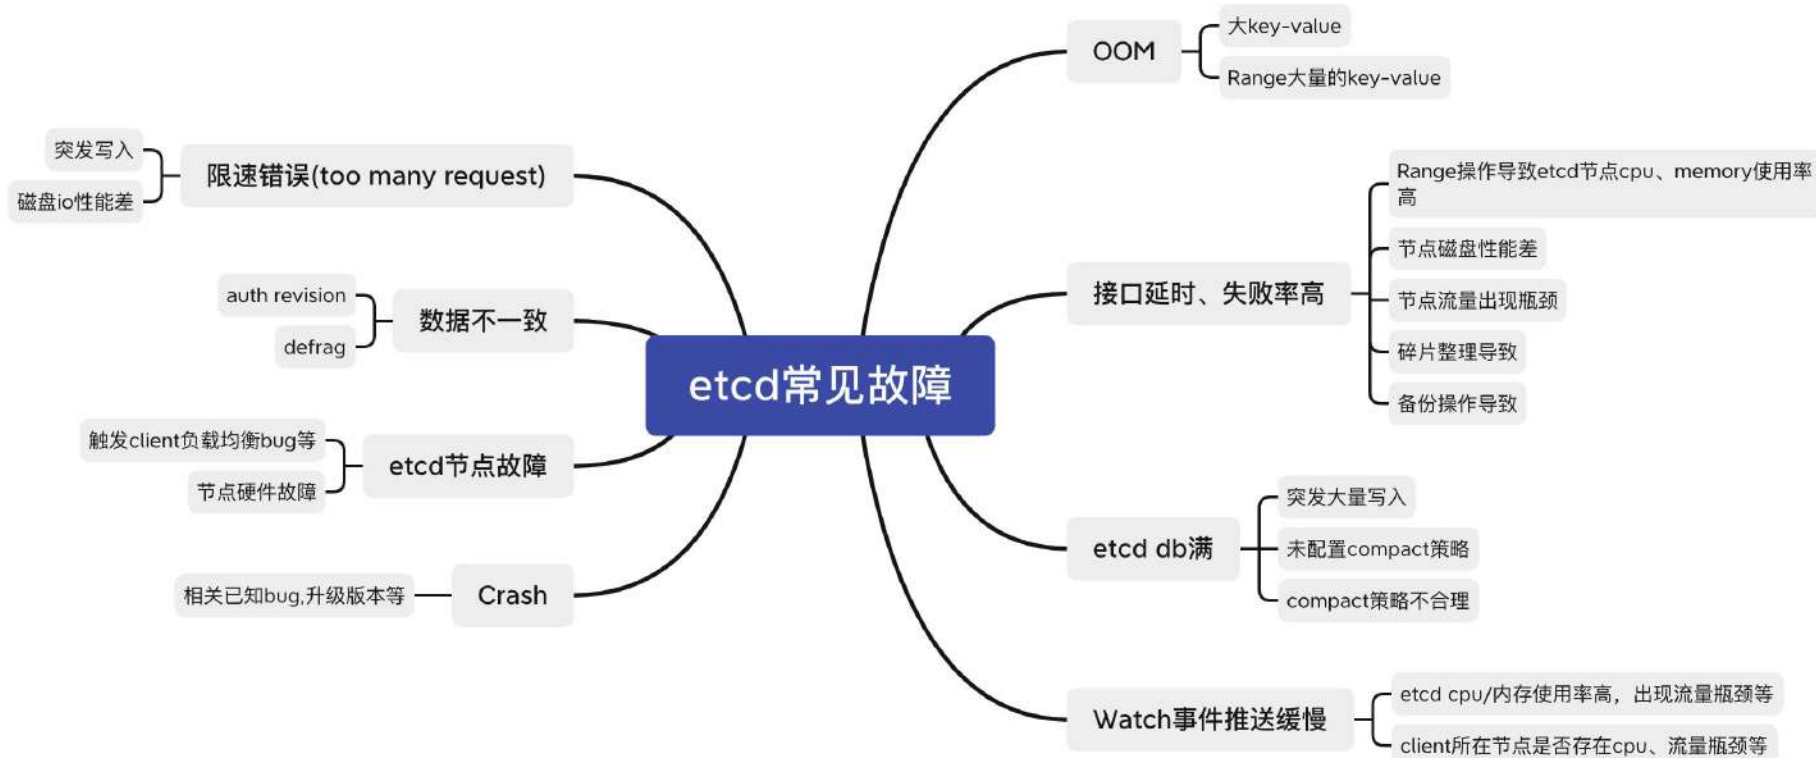 etcd常见故障
OOM
大key-value
Range大量的key-value
接口延时、失败率高
Range操作导致etcd节点cpu、memory使用率
高
节点磁盘性能差
节点流量出现瓶颈
碎片整理导致
备份操作导致
etcd db满
突发大量写入
未配置compact策略
compact策略不合理
Watch事件推送缓慢
etcd cpu/内存使用率高，出现流量瓶颈等
client所在节点是否存在cpu、流量瓶颈等
限速错误(too many request)
突发写入
磁盘io性能差
数据不一致
auth revision
defrag
etcd节点故障
触发client负载均衡bug等
节点硬件故障
Crash
相关已知bug,升级版本等